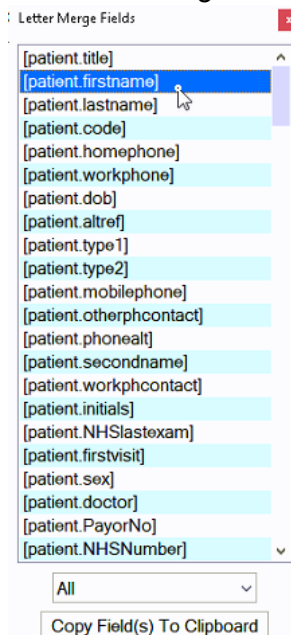 Letter Merge Fields
[patient.title]
[patient.firstname]
[patient.lastname]
[patient.code]
[patient.homephone]
[patient.workphone]
[patient.dob]
[patient.altref]
[patient.type1]
[patient.type2]
[patient.mobilephone]
[patient.otherphcontact]
[patient.phonealt]
[patient.secondname]
[patient.workphcontact]
[patient.initials]
[patient.NHSlastexam]
[patient.firstvisit]
[patient.sex]
[patient.doctor]
[patient.PayorNo]
[patient.NHSNumber]
All
Copy Field(s) To Clipboard